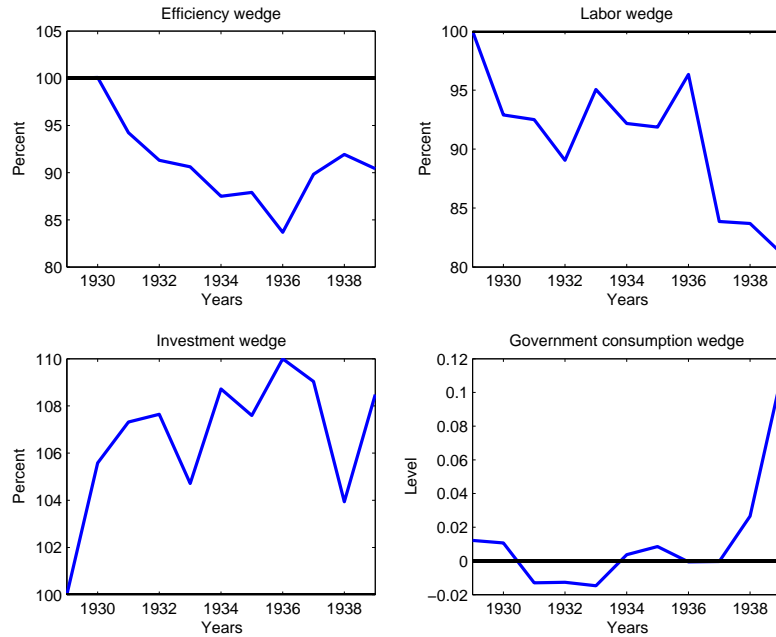 Efficiency wedge
105
100
95
90
85
80
Percent
1930 1932 1934 1936 1938
Years
Labor wedge
100
95
90
85
80
Percent
1930 1932 1934 1936 1938
Years
Investment wedge
110
108
106
104
102
100
Percent
1930 1932 1934 1936 1938
Years
Government consumption wedge
0.12
0.1
0.08
0.06
0.04
0.02
0
−0.02
Level
1930 1932 1934 1936 1938
Years